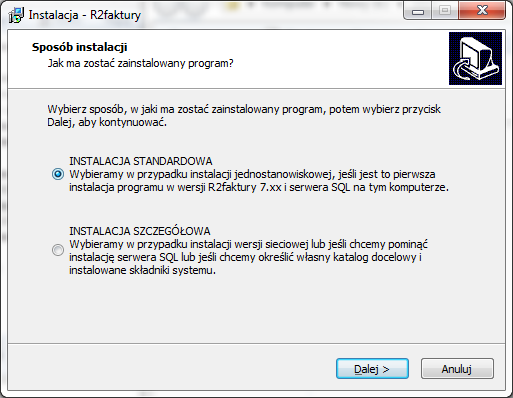 Instalacja - R2faktury
Sposób instalacji
Jak ma zostać zainstalowany program?
Wybierz sposób, w jaki ma zostać zainstalowany program, potem wybierz przycisk
Dalej, aby kontynuować.
INSTALACJA STANDARDOWA
Wybieramy w przypadku instalacji jednostanowiskowej, jeśli jest to pierwsza
instalacja programu w wersji R2faktury 7.xx i serwera SQL na tym komputerze.
INSTALACJA SZCZEGÓŁOWA
Wybieramy w przypadku instalacji wersji sieciowej lub jeśli chcemy pominąć
instalację serwera SQL lub jeśli chcemy określić własny katalog docelowy i
instalowane składniki systemu.
Dalej >
Anuluj